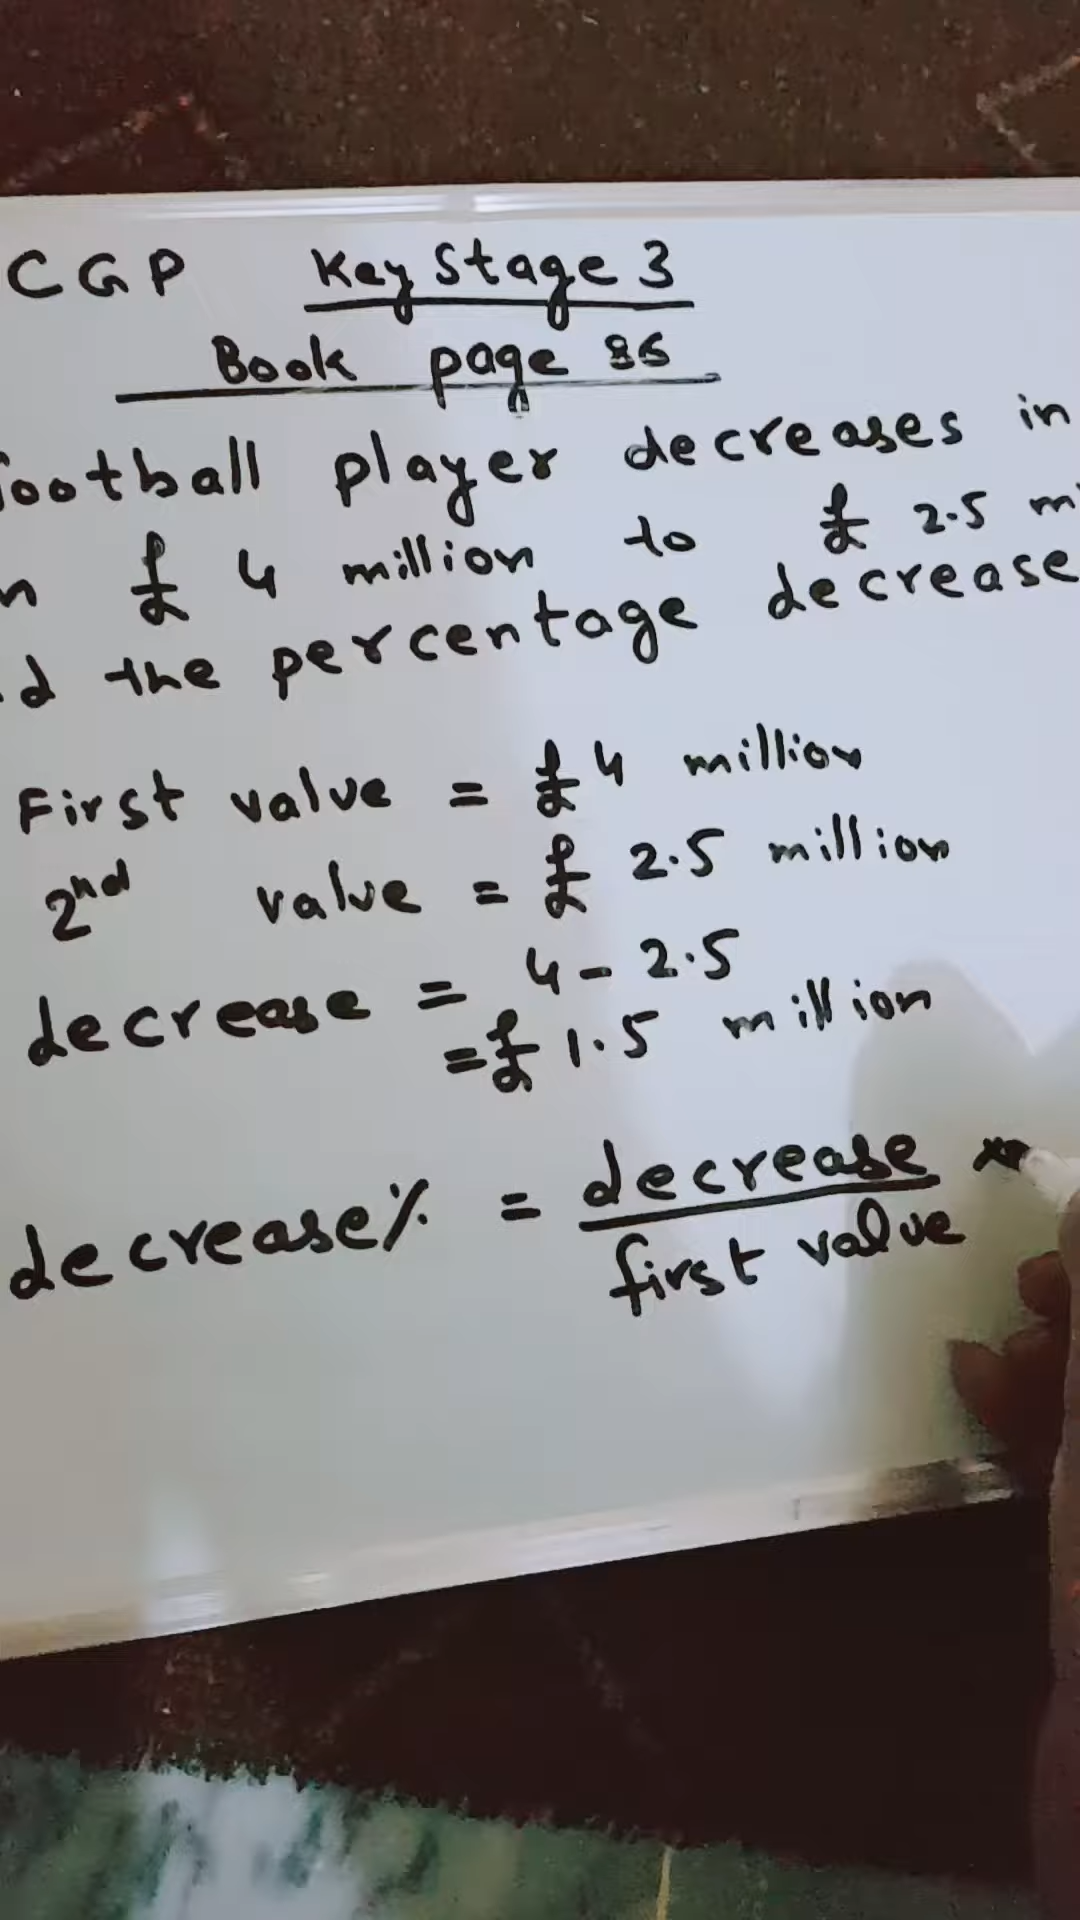 CGP Key Stage 3
Book page 86
football player decreases in
£ 4 million to £ 2.5
the percentage decrease
First value = £4 million
2nd value = £ 2.5 million
decrease = 4 - 2.5
= £ 1.5 million
decrease% = decrease
first value